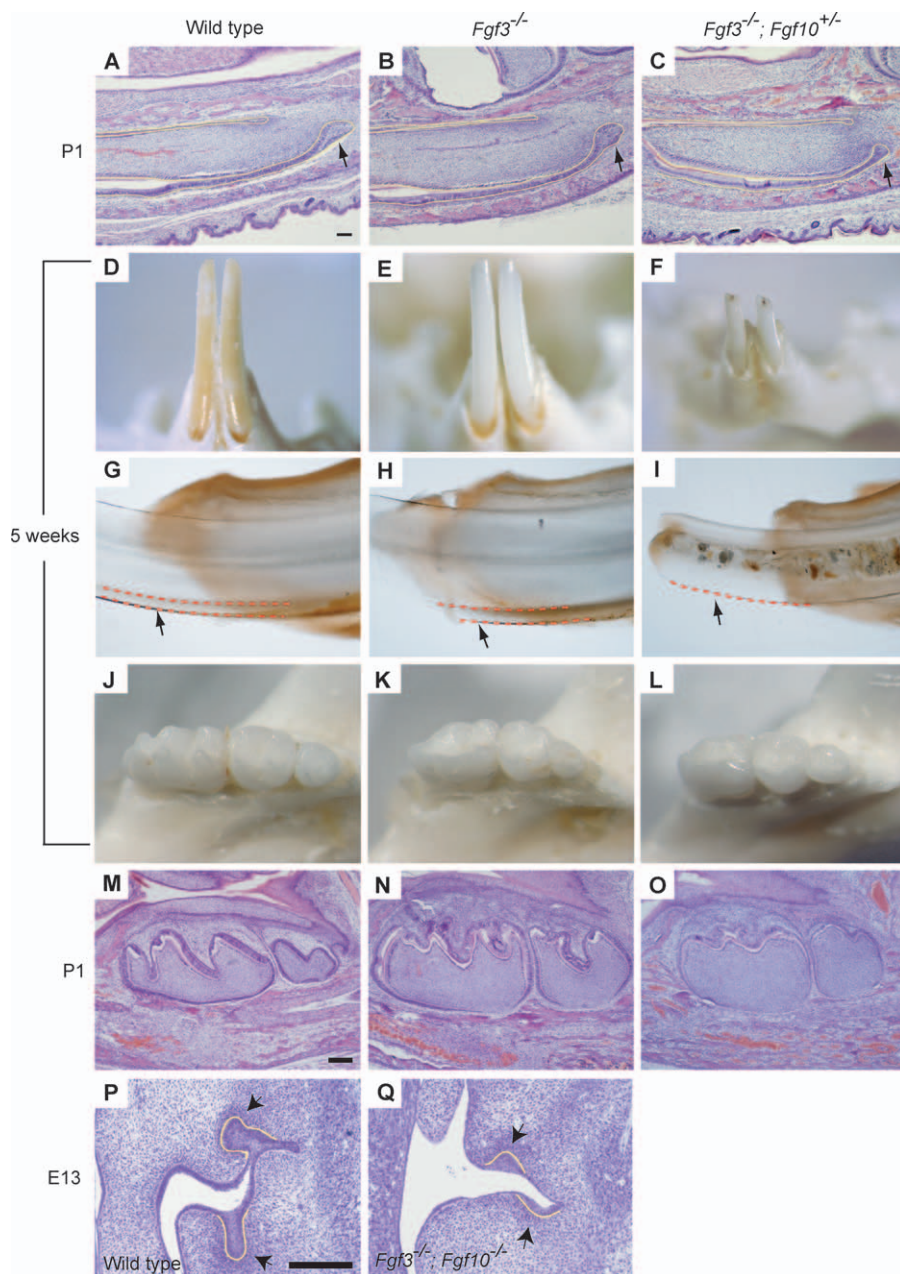 Wild type
Fgf3-/-
Fgf3-/-; Fgf10+/-
A
B
C
P1
D
E
F
G
H
I
5 weeks
J
K
L
M
N
O
P1
P
Q
E13
Wild type
Fgf3-/-; Fgf10-/-